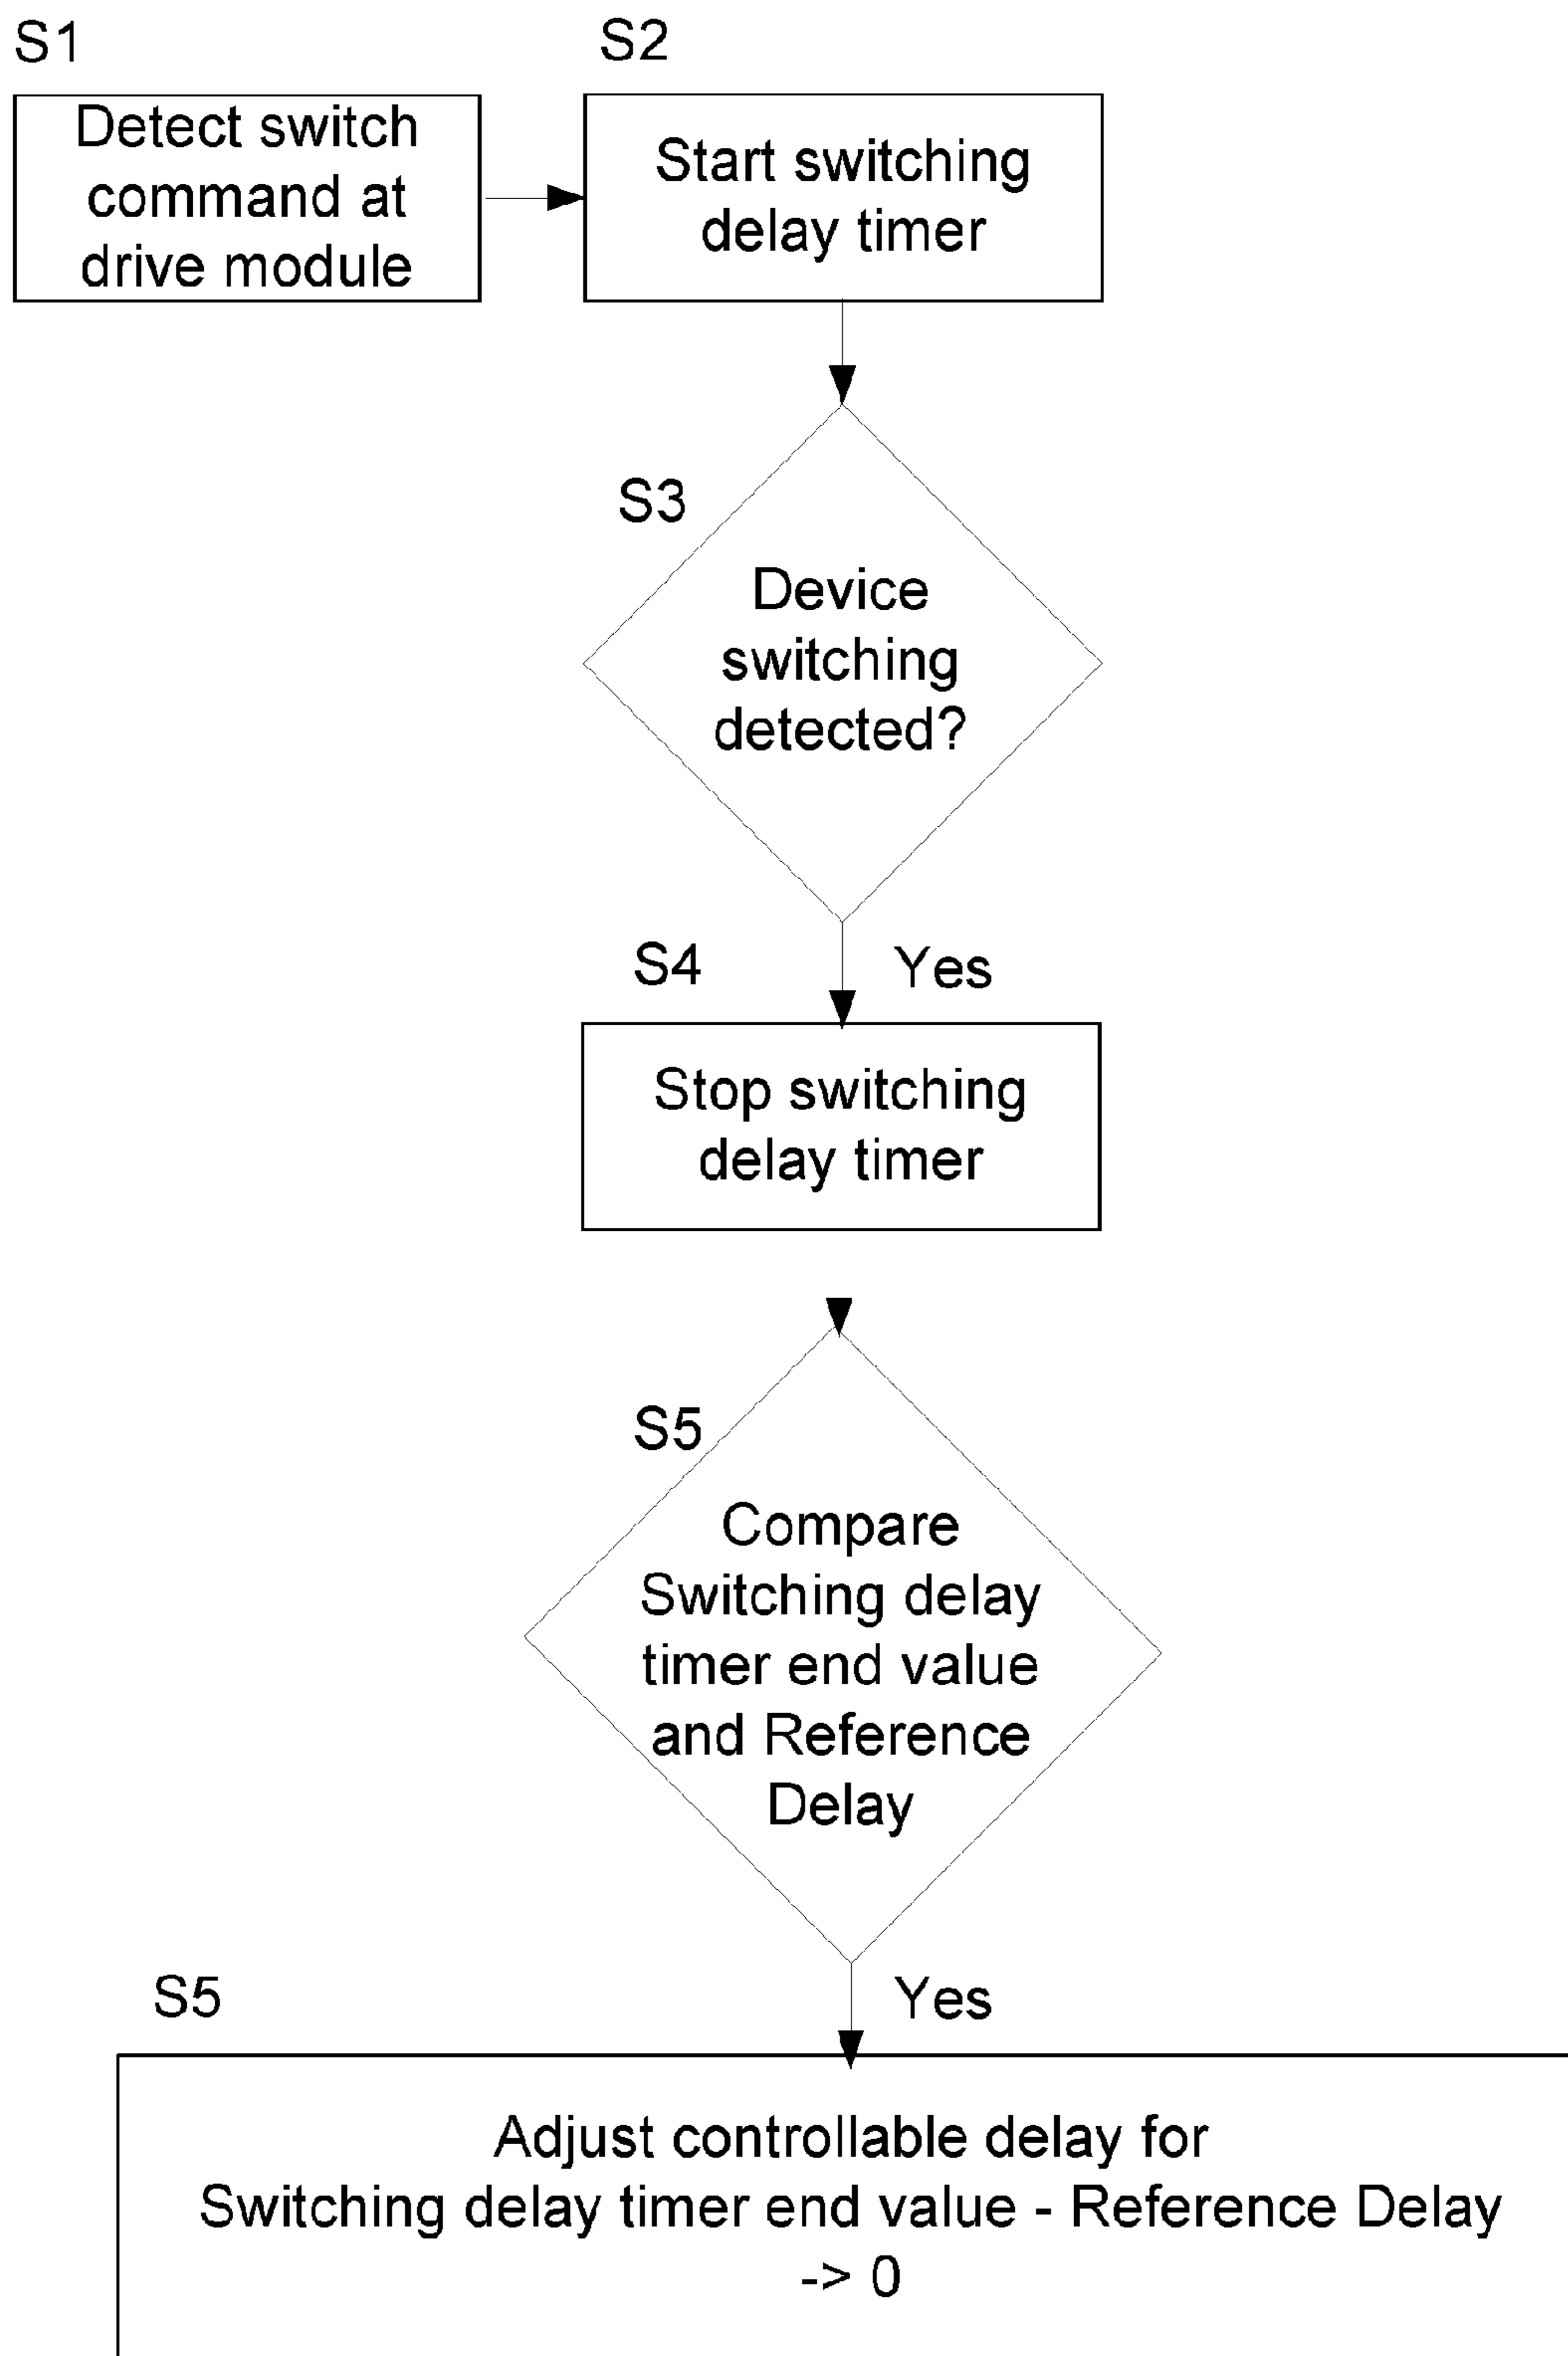 S1
Detect switch
command at
drive module
S2
Start switching
delay timer
S3
Device
switching
detected?
S4
Yes
Stop switching
delay timer
S5
Compare
Switching delay
timer end value
and Reference
Delay
S5
Yes
Adjust controllable delay for
Switching delay timer end value - Reference Delay
-> 0